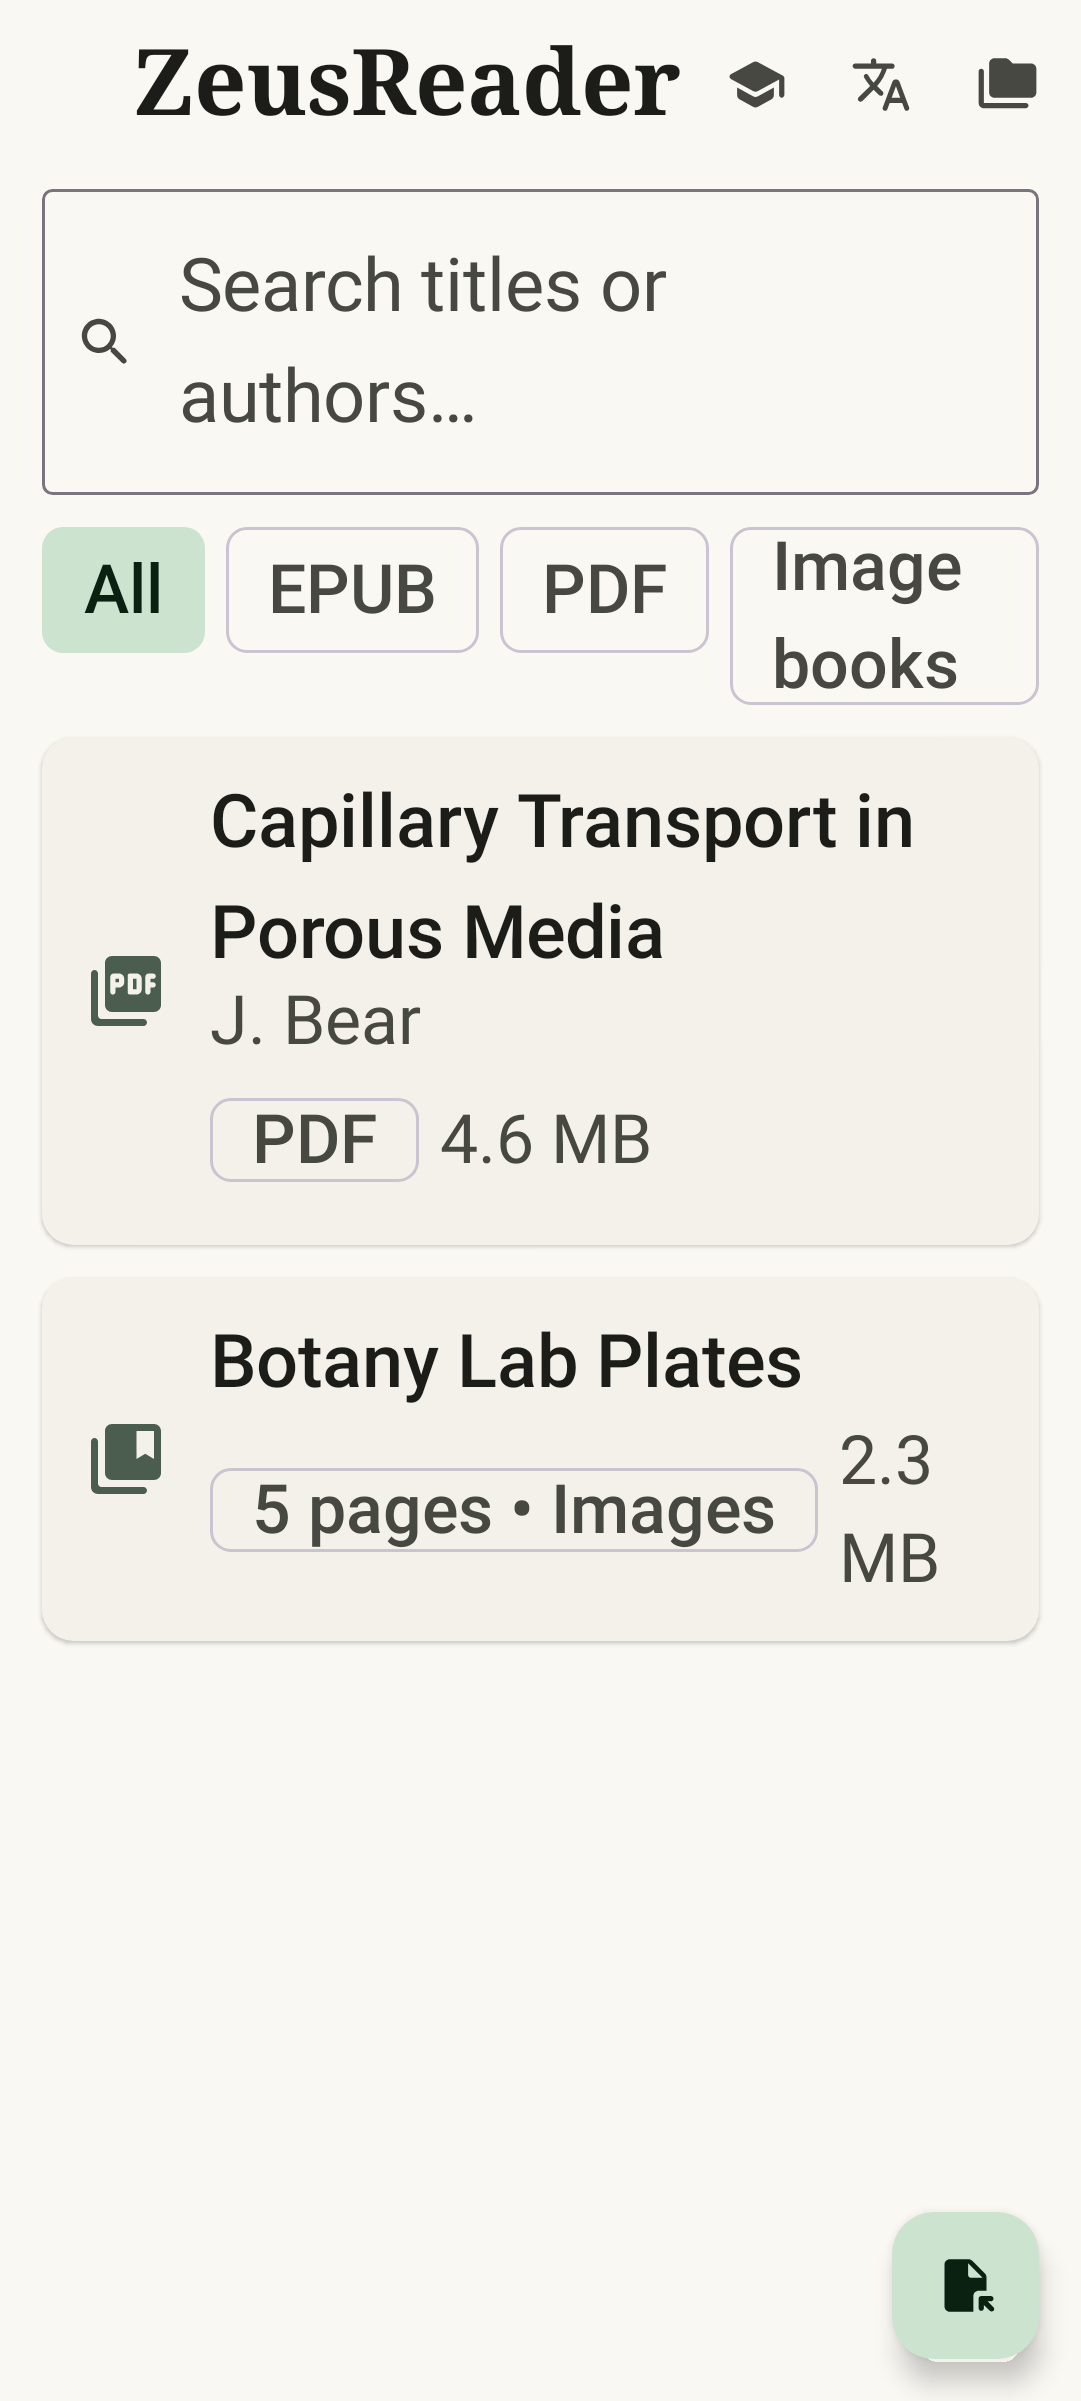 ZeusReader
Search titles or
authors…
All
EPUB
PDF
Image
books
Capillary Transport in
Porous Media
PDF
J. Bear
PDF
4.6 MB
Botany Lab Plates
5 pages • Images
2.3
MB